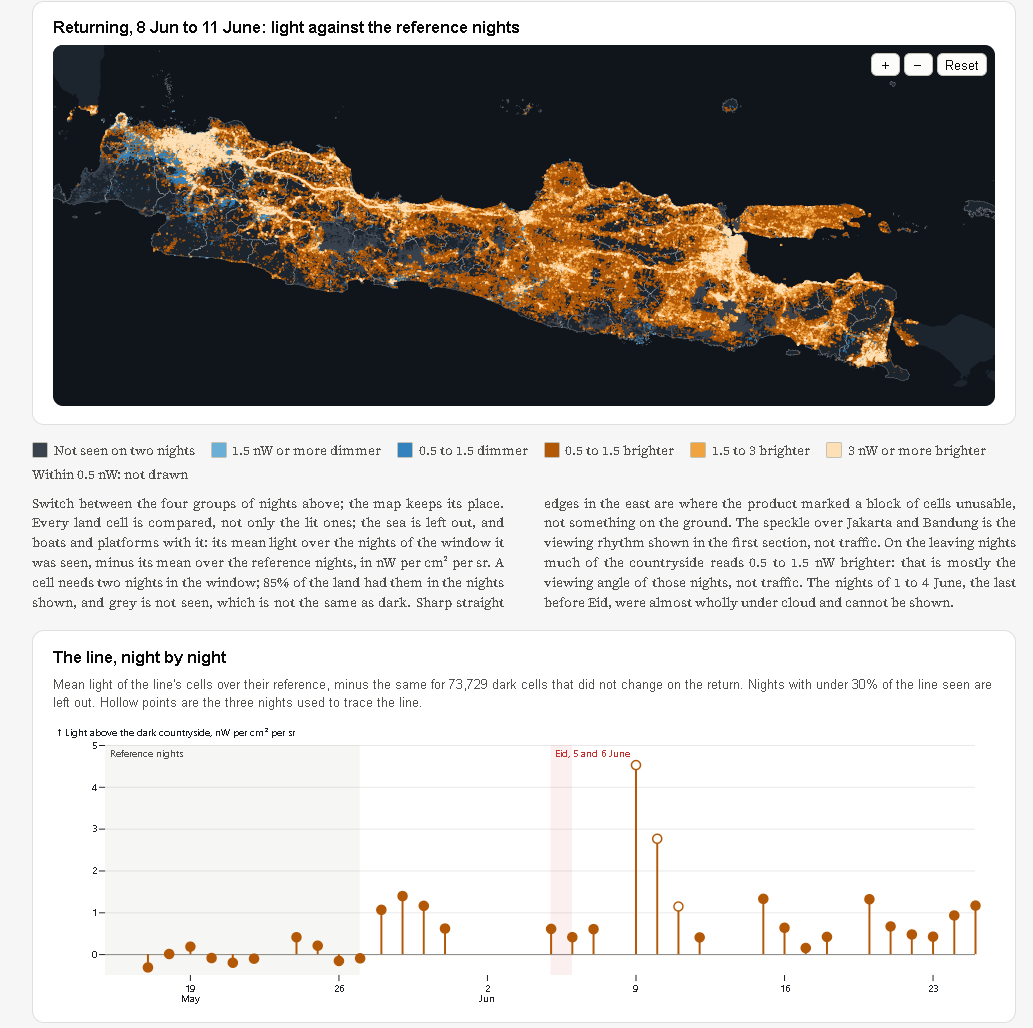 Returning, 8 Jun to 11 June: light against the reference nights
+ − Reset
Not seen on two nights 1.5 nW or more dimmer 0.5 to 1.5 dimmer 0.5 to 1.5 brighter 1.5 to 3 brighter 3 nW or more brighter
Within 0.5 nW: not drawn
Switch between the four groups of nights above; the map keeps its place.
Every land cell is compared, not only the lit ones; the sea is left out, and
boats and platforms with it: its mean light over the nights of the window it
was seen, minus its mean over the reference nights, in nW per cm² per sr. A
cell needs two nights in the window; 85% of the land had them in the nights
shown, and grey is not seen, which is not the same as dark. Sharp straight
edges in the east are where the product marked a block of cells unusable,
not something on the ground. The speckle over Jakarta and Bandung is the
viewing rhythm shown in the first section, not traffic. On the leaving nights
much of the countryside reads 0.5 to 1.5 nW brighter: that is mostly the
viewing angle of those nights, not traffic. The nights of 1 to 4 June, the last
before Eid, were almost wholly under cloud and cannot be shown.
The line, night by night
Mean light of the line's cells over their reference, minus the same for 73,729 dark cells that did not change on the return. Nights with under 30% of the line seen are
left out. Hollow points are the three nights used to trace the line.
↑ Light above the dark countryside, nW per cm² per sr
5
Reference nights
Eid, 5 and 6 June
4
3
2
1
0
19 26 2 9 16 23
May Jun